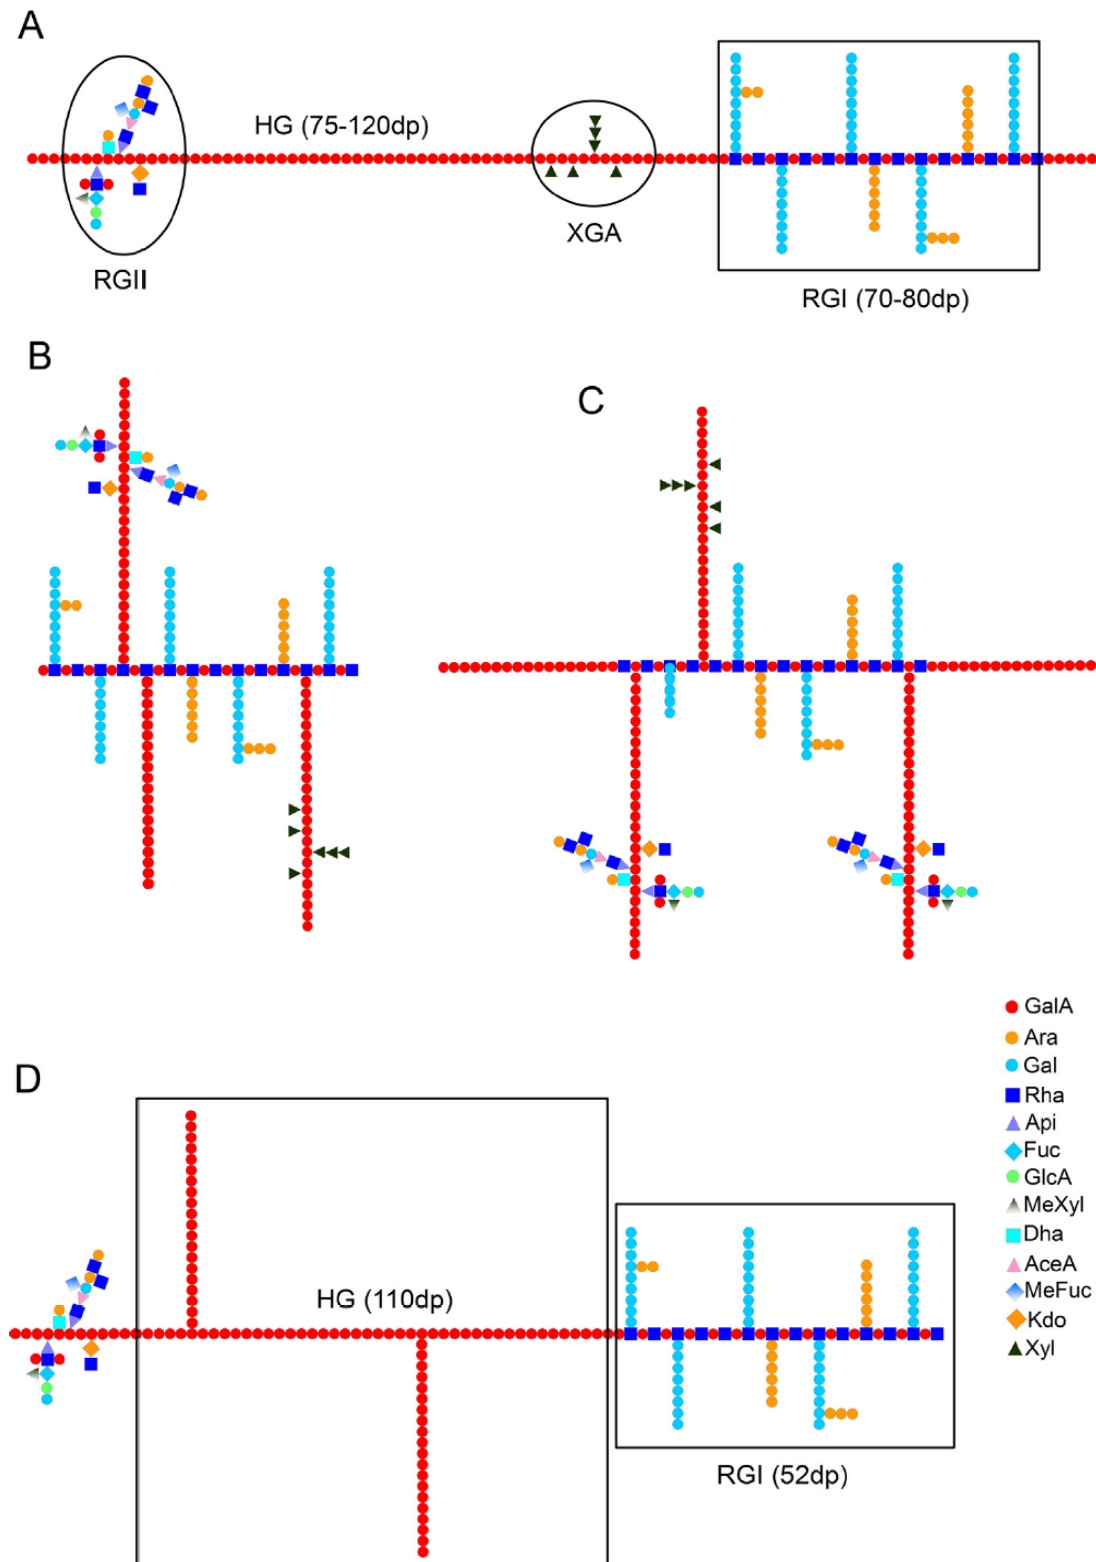 A
HG (75-120dp)
XGA
RGII
RGI (70-80dp)
B
C
D
HG (110dp)
RGI (52dp)
GalA
Ara
Gal
Rha
Api
Fuc
GlcA
MeXyl
Dha
AceA
MeFuc
Kdo
Xyl